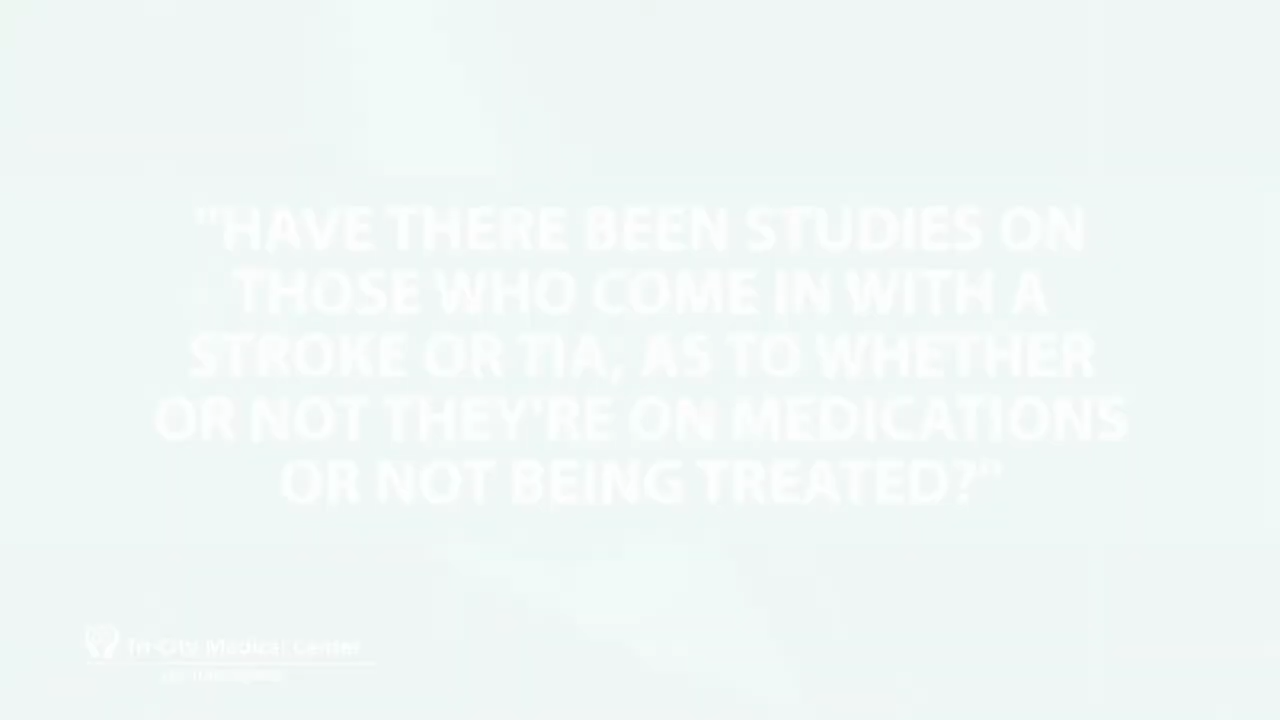 "HAVE THERE BEEN STUDIES ON
THOSE WHO COME IN WITH A
STROKE OR TIA, AS TO WHETHER
OR NOT THEY'RE ON MEDICATIONS
OR NOT BEING TREATED?"
Tri-City Medical Center